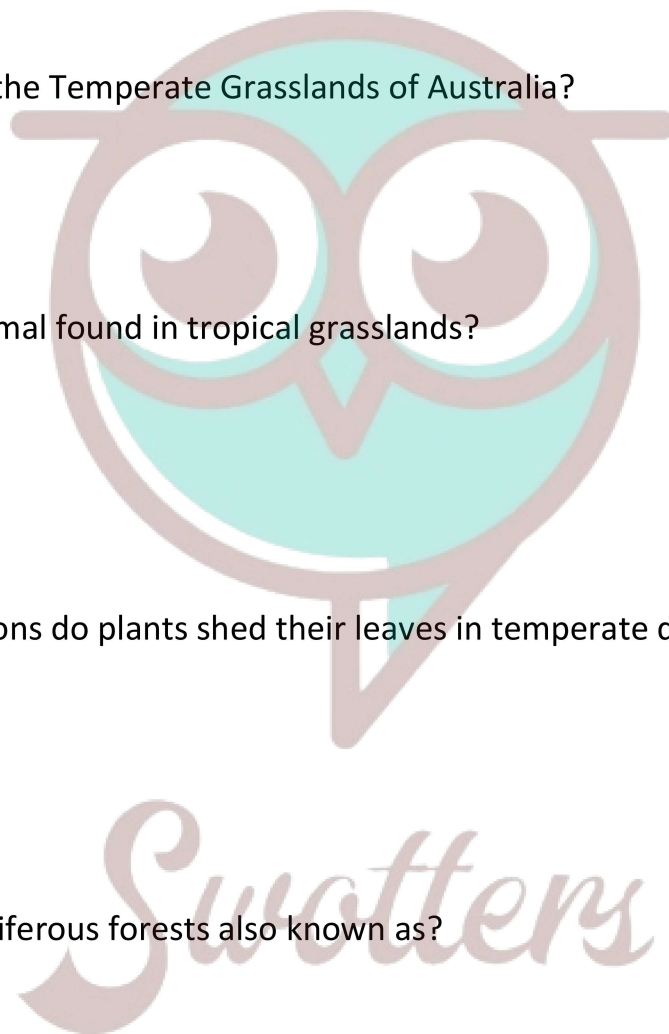 the Temperate Grasslands of Australia?
mal found in tropical grasslands?
ons do plants shed their leaves in temperate d
iferous forests also known as?
Swotters